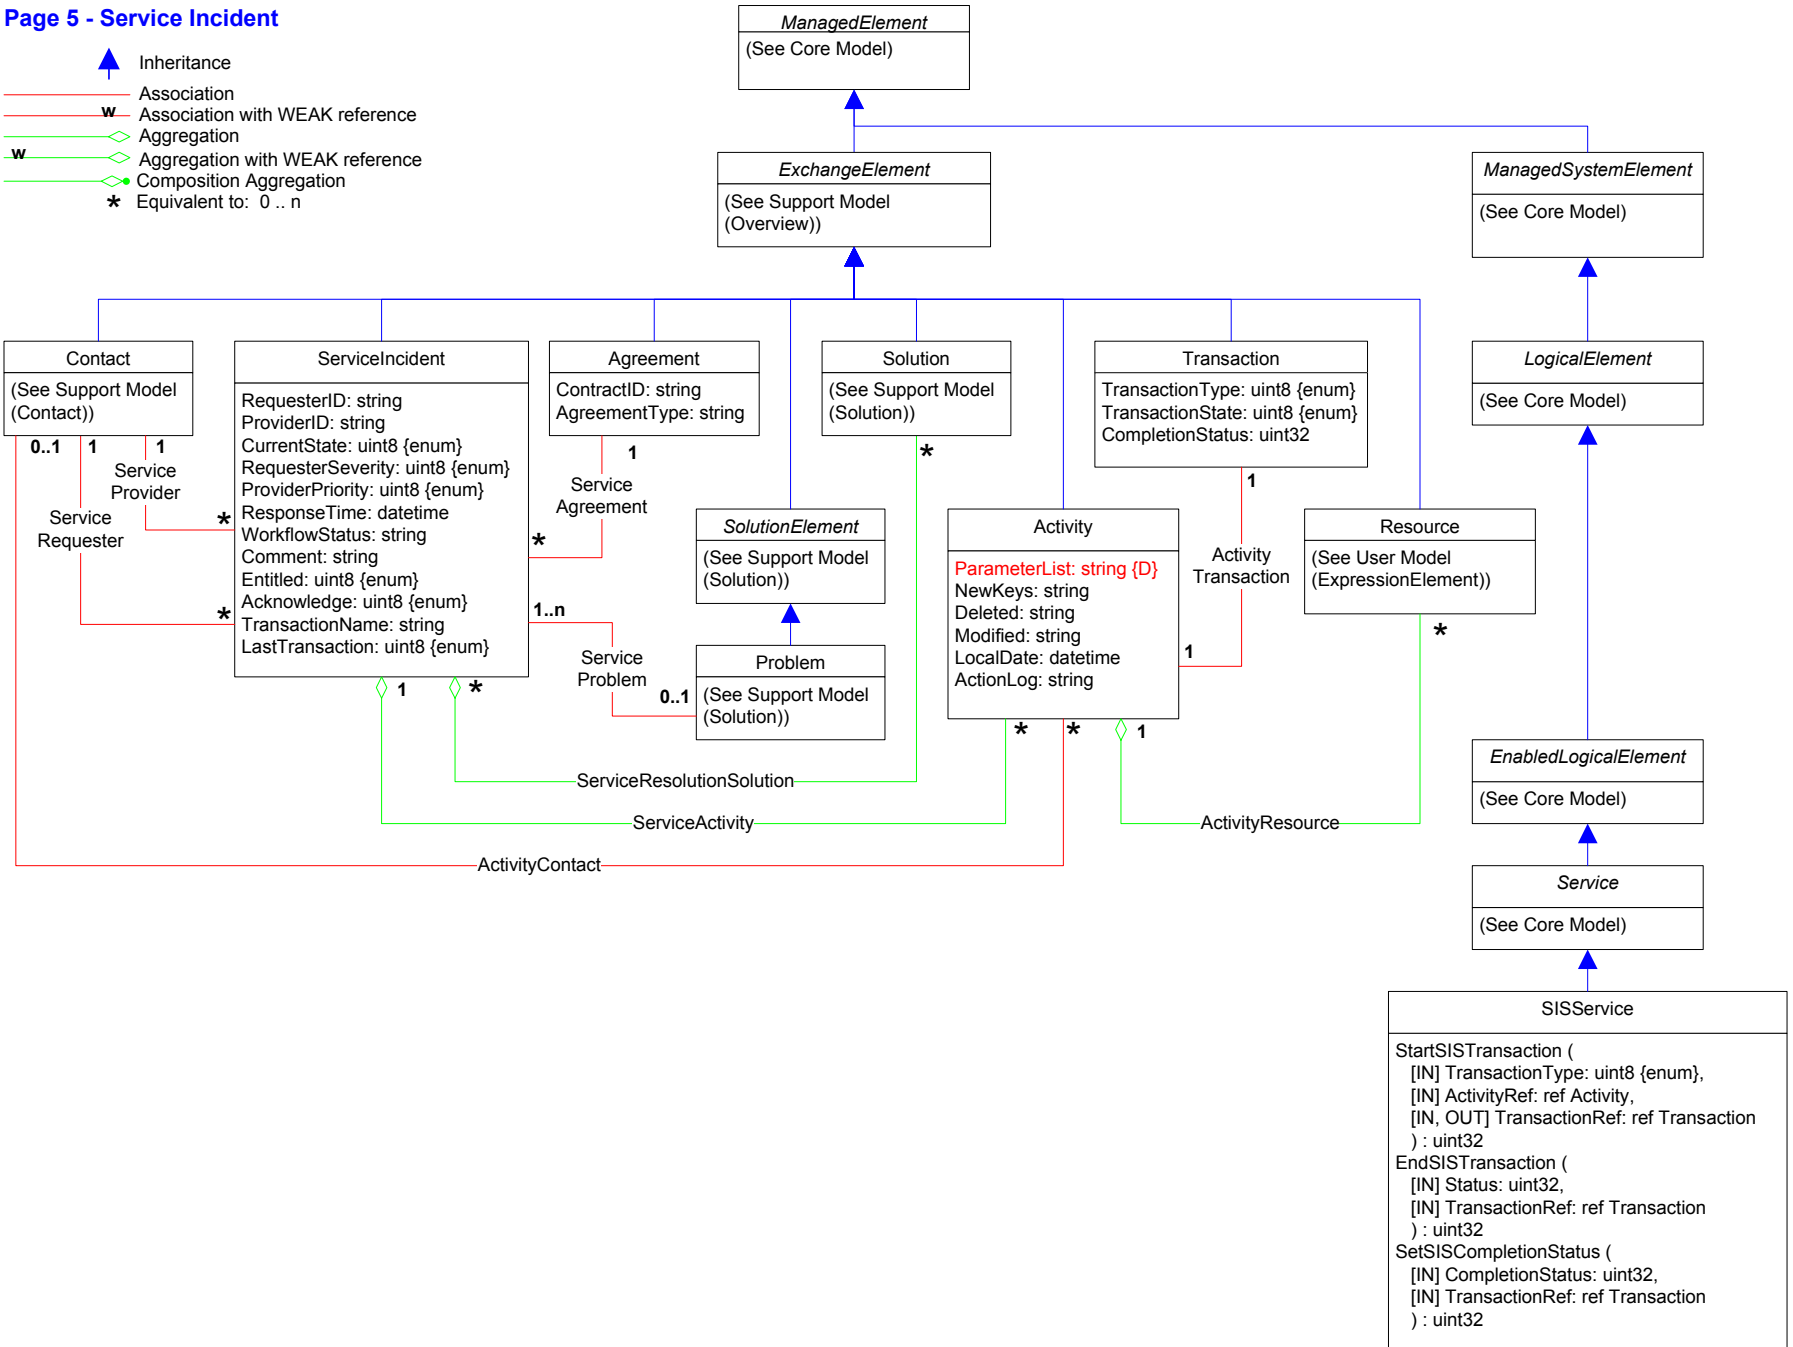 Page 5 - Service Incident
Inheritance
Association
w Association with WEAK reference
Aggregation
w Aggregation with WEAK reference
Composition Aggregation
* Equivalent to: 0 .. n
ManagedElement
(See Core Model)
ExchangeElement
(See Support Model
(Overview))
ManagedSystemElement
(See Core Model)
Contact
(See Support Model
(Contact))
ServiceIncident
RequesterID: string
ProviderID: string
CurrentState: uint8 {enum}
RequesterSeverity: uint8 {enum}
ProviderPriority: uint8 {enum}
ResponseTime: datetime
WorkflowStatus: string
Comment: string
Entitled: uint8 {enum}
Acknowledge: uint8 {enum}
TransactionName: string
LastTransaction: uint8 {enum}
Agreement
ContractID: string
AgreementType: string
Solution
(See Support Model
(Solution))
Transaction
TransactionType: uint8 {enum}
TransactionState: uint8 {enum}
CompletionStatus: uint32
LogicalElement
(See Core Model)
0..1
1
1
Service
Provider
*
Service
Requester
*
1
Service
Agreement
*
*
SolutionElement
(See Support Model
(Solution))
Activity
ParameterList: string {D}
NewKeys: string
Deleted: string
Modified: string
LocalDate: datetime
ActionLog: string
1
Activity
Transaction
1
Resource
(See User Model
(ExpressionElement))
*
1..n
Service
Problem
0..1
Problem
(See Support Model
(Solution))
1
*
*
*
1
ServiceResolutionSolution
ServiceActivity
ActivityResource
ActivityContact
EnabledLogicalElement
(See Core Model)
Service
(See Core Model)
SISService
StartSISTransaction (
[IN] TransactionType: uint8 {enum},
[IN] ActivityRef: ref Activity,
[IN, OUT] TransactionRef: ref Transaction
) : uint32
EndSISTransaction (
[IN] Status: uint32,
[IN] TransactionRef: ref Transaction
) : uint32
SetSISCompletionStatus (
[IN] CompletionStatus: uint32,
[IN] TransactionRef: ref Transaction
) : uint32